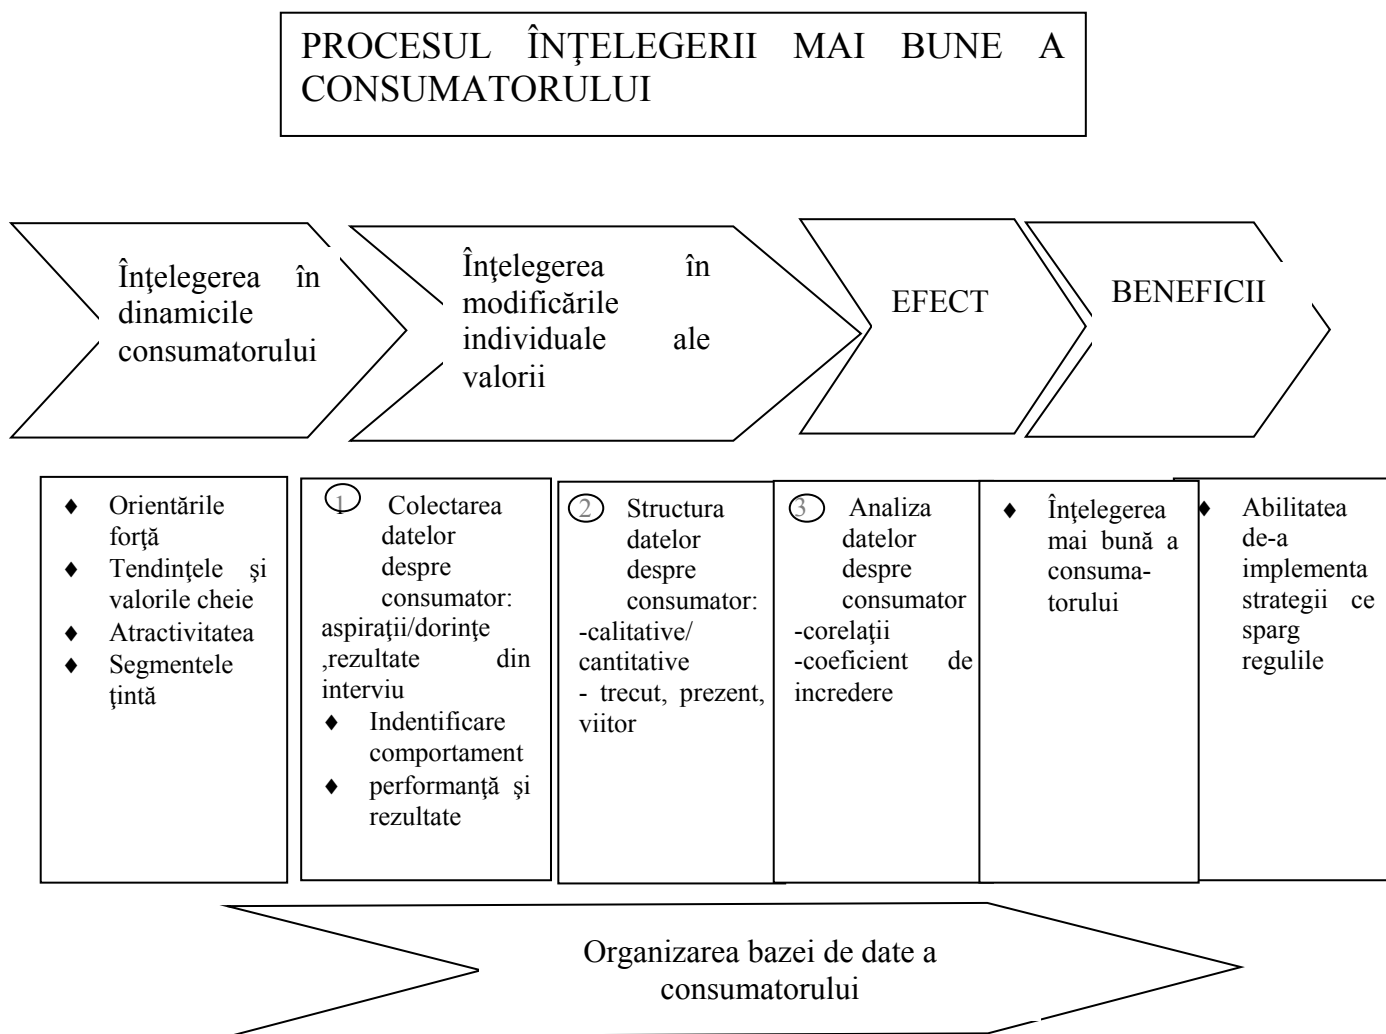 PROCESUL ÎNŢELEGERII MAI BUNE A
CONSUMATORULUI
Înţelegerea în
dinamicile
consumatorului
Înţelegerea în
modificările
individuale ale
valorii
EFECT
BENEFICII
♦ Orientările
forţă
♦ Tendinţele şi
valorile cheie
♦ Atractivitatea
♦ Segmentele
ţintă
1 Colectarea
datelor
despre
consumator:
aspiraţii/dorinţe
,rezultate din
interviu
♦ Indentificare
comportament
♦ performanţă şi
rezultate
2 Structura
datelor
despre
consumator:
-calitative/
cantitative
- trecut, prezent,
viitor
3 Analiza
datelor
despre
consumator
-corelaţii
-coeficient de
incredere
♦ Înţelegerea
mai bună a
consuma-
torului
♦ Abilitatea
de-a
implementa
strategii ce
sparg
regulile
Organizarea bazei de date a
consumatorului